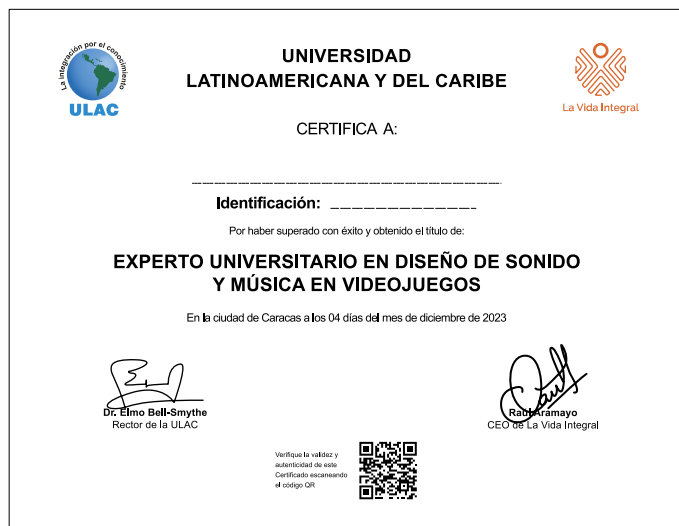 La integración por el conocimiento
ULAC
UNIVERSIDAD
LATINOAMERICANA Y DEL CARIBE
La Vida Integral
CERTIFICA A:
Identificación:
Por haber superado con éxito y obtenido el título de:
EXPERTO UNIVERSITARIO EN DISEÑO DE SONIDO
Y MÚSICA EN VIDEOJUEGOS
En la ciudad de Caracas a los 04 días del mes de diciembre de 2023
Dr. Elmo Bell-Smythe
Rector de la ULAC
Raúl Aramayo
CEO de La Vida Integral
Verifique la validez y
autenticidad de este
Certificado escaneando
el código QR